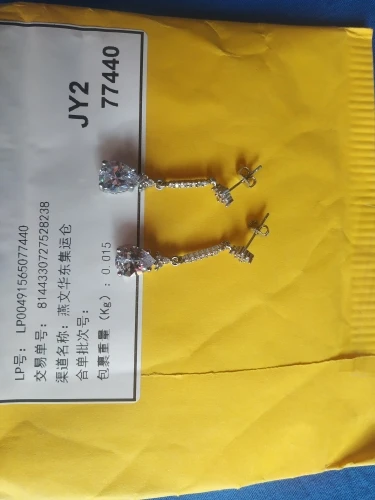 JY2
77440
LP号: LP00491565077440
交易单号: 8144330727528238
渠道名称: 燕文华东集运仓
合单批次号:
包裹重量 (Kg) : 0.015